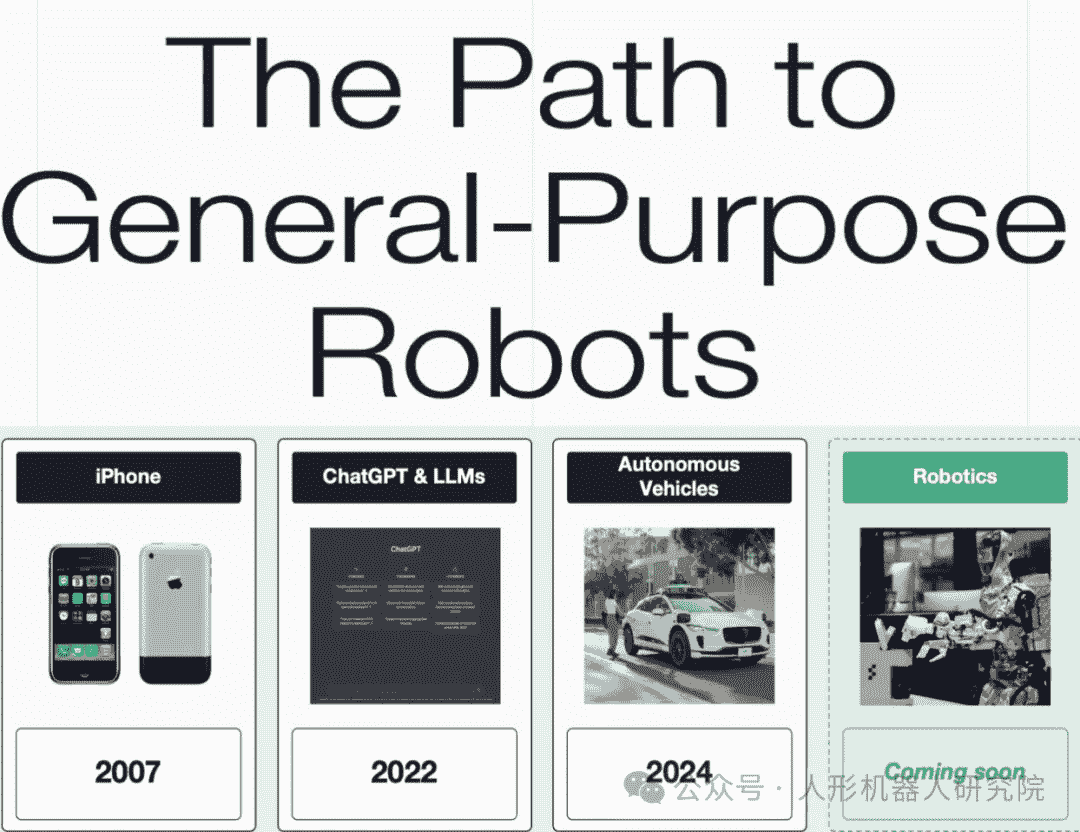 The Path to
General-Purpose
Robots
iPhone
ChatGPT & LLMs
Autonomous
Vehicles
Robotics
ChatGPT
2007
2022
2024
Coming soon
公众号 · 人形机器人研究院